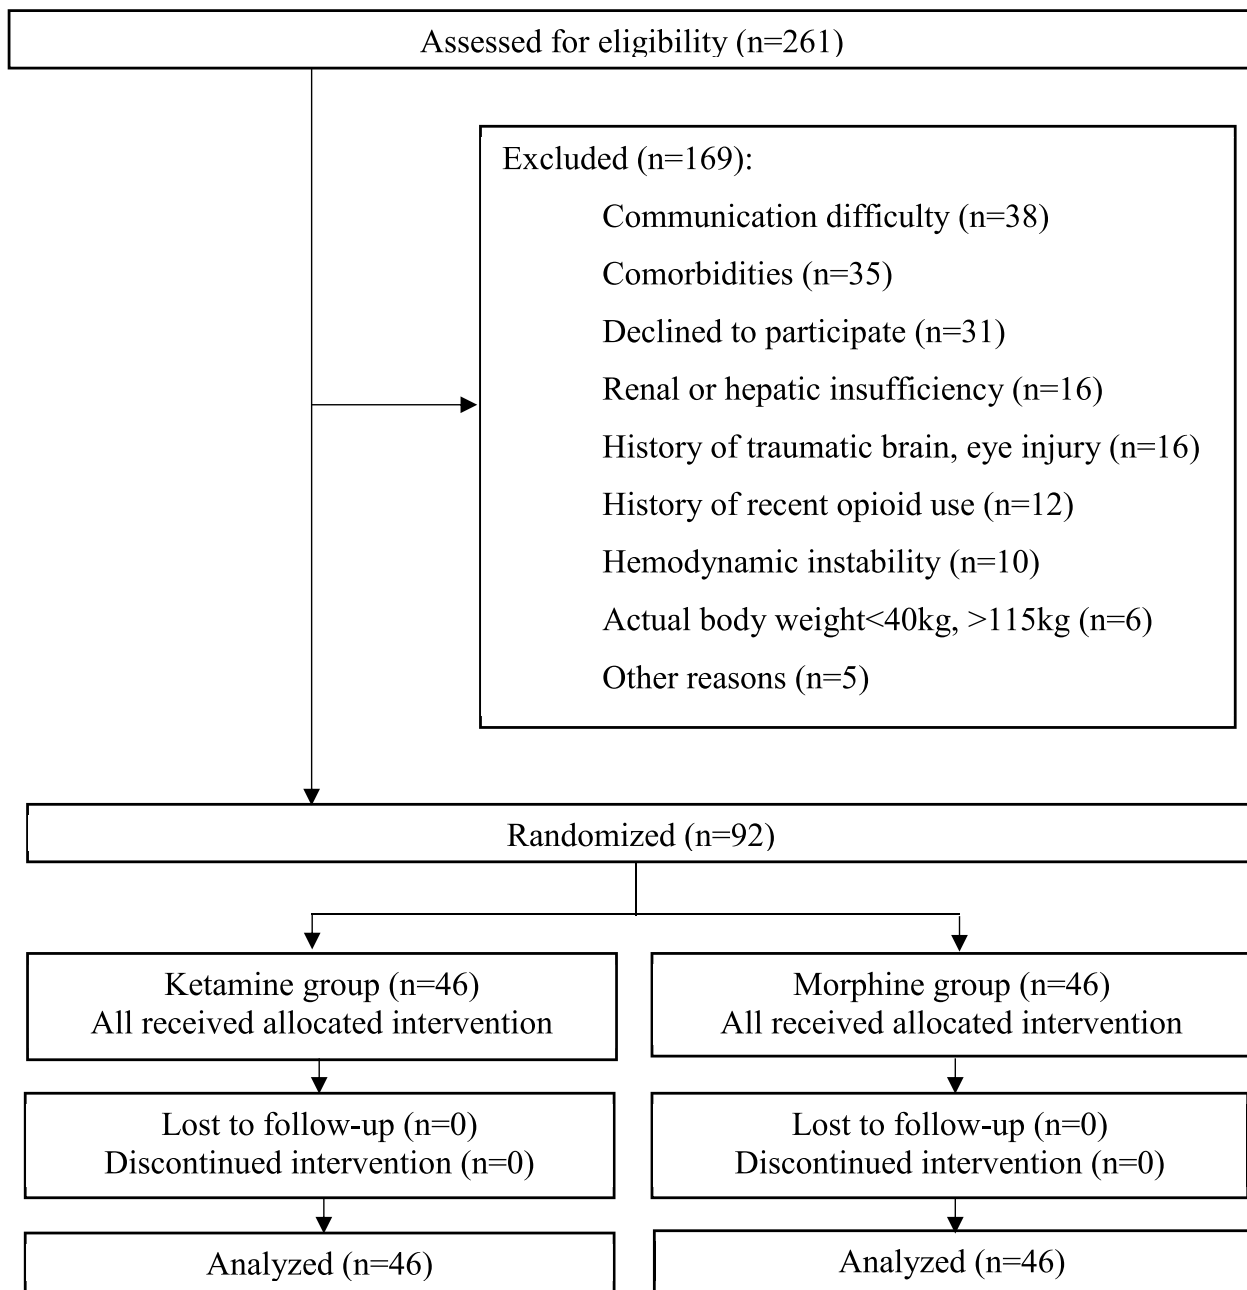 Assessed for eligibility (n=261)
Excluded (n=169):
Communication difficulty (n=38)
Comorbidities (n=35)
Declined to participate (n=31)
Renal or hepatic insufficiency (n=16)
History of traumatic brain, eye injury (n=16)
History of recent opioid use (n=12)
Hemodynamic instability (n=10)
Actual body weight<40kg, >115kg (n=6)
Other reasons (n=5)
Randomized (n=92)
Ketamine group (n=46)
All received allocated intervention
Morphine group (n=46)
All received allocated intervention
Lost to follow-up (n=0)
Discontinued intervention (n=0)
Lost to follow-up (n=0)
Discontinued intervention (n=0)
Analyzed (n=46)
Analyzed (n=46)